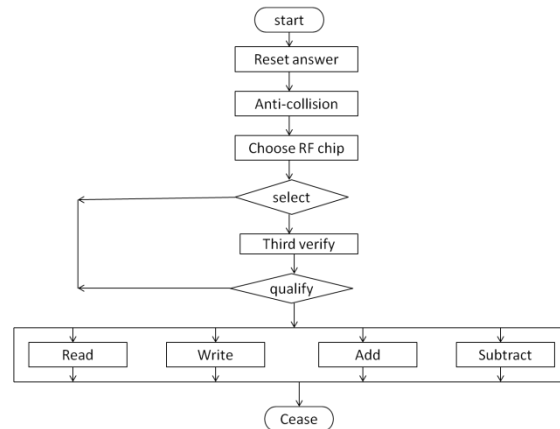 start
Reset answer
Anti-collision
Choose RF chip
select
Third verify
qualify
Read
Write
Add
Subtract
Cease